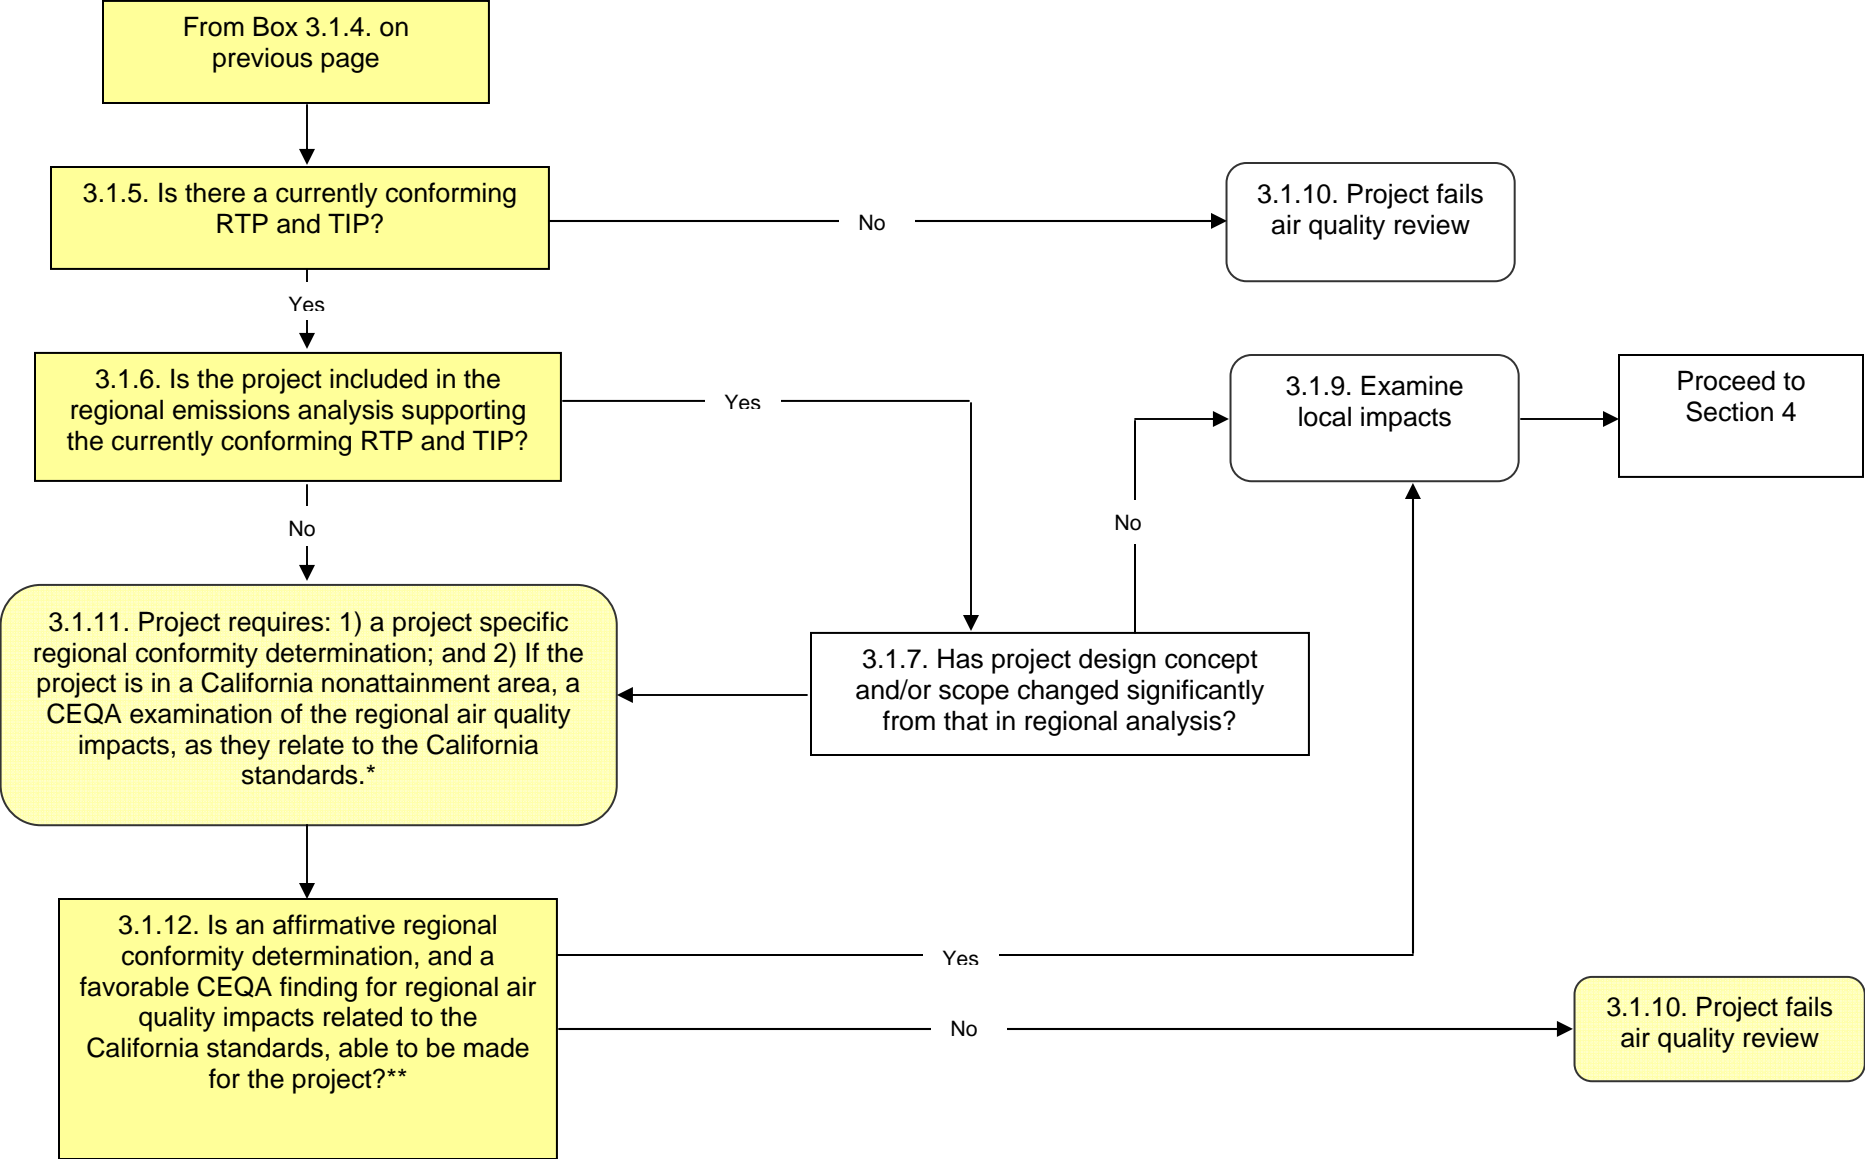 From Box 3.1.4. on
previous page
3.1.5. Is there a currently conforming
RTP and TIP?
No
3.1.10. Project fails
air quality review
Yes
3.1.6. Is the project included in the
regional emissions analysis supporting
the currently conforming RTP and TIP?
Yes
3.1.9. Examine
local impacts
Proceed to
Section 4
No
No
3.1.11. Project requires: 1) a project specific
regional conformity determination; and 2) If the
project is in a California nonattainment area, a
CEQA examination of the regional air quality
impacts, as they relate to the California
standards.*
3.1.7. Has project design concept
and/or scope changed significantly
from that in regional analysis?
3.1.12. Is an affirmative regional
conformity determination, and a
favorable CEQA finding for regional air
quality impacts related to the
California standards, able to be made
for the project?**
Yes
No
3.1.10. Project fails
air quality review